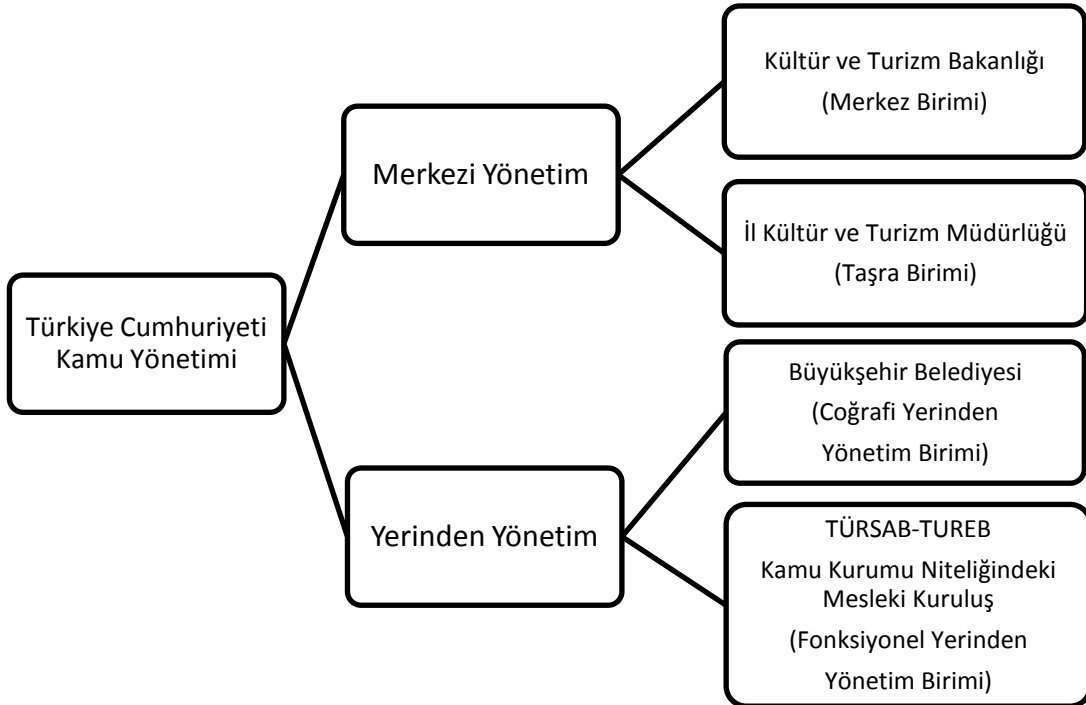 Kültür ve Turizm Bakanlığı
(Merkez Birimi)
Merkezi Yönetim
İl Kültür ve Turizm Müdürlüğü
(Taşra Birimi)
Türkiye Cumhuriyeti
Kamu Yönetimi
Büyükşehir Belediyesi
(Coğrafi Yerinden
Yönetim Birimi)
Yerinden Yönetim
TÜRSAB-TUREB
Kamu Kurumu Niteliğindeki
Mesleki Kuruluş
(Fonksiyonel Yerinden
Yönetim Birimi)